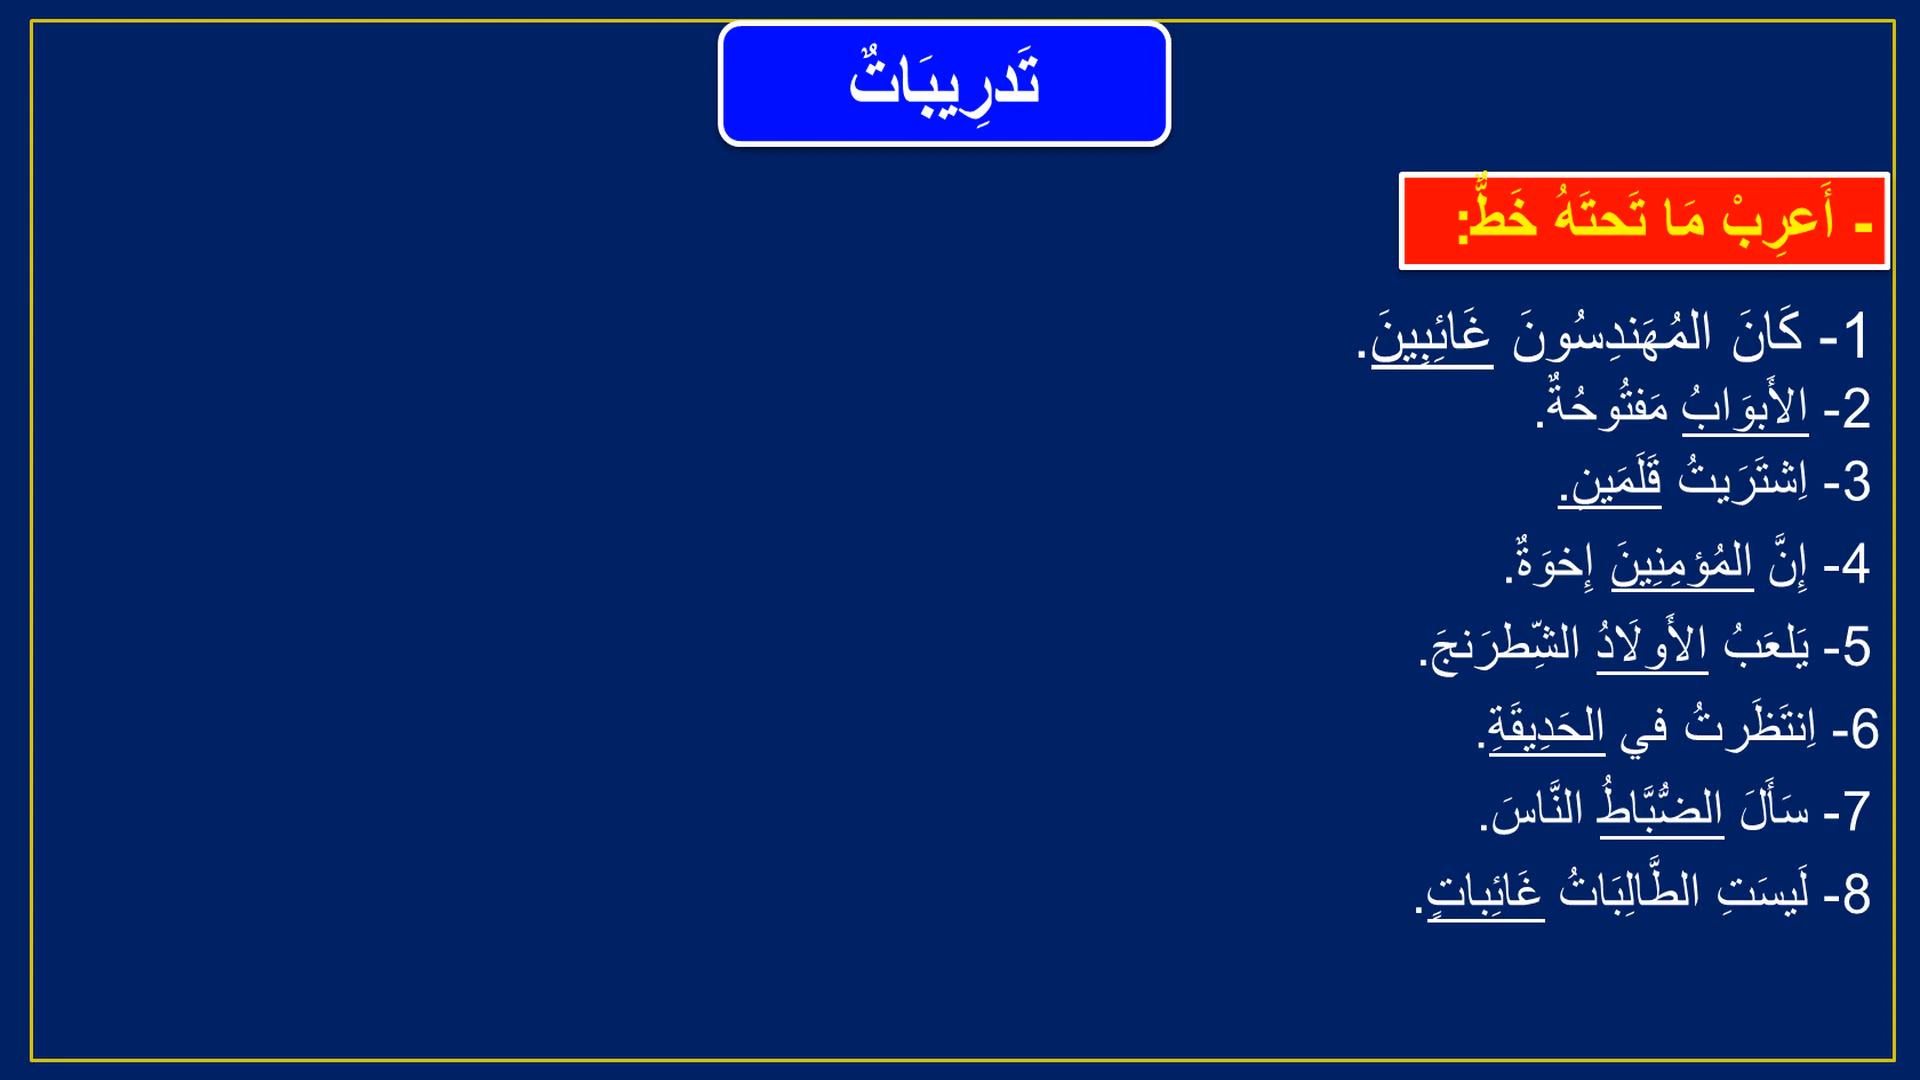 تَدرِيبَاتٌ
- أَعرِبْ مَا تَحتَهُ خَطٌّ:
1- كَانَ المُهَندِسُونَ غَائِبِينَ.
2- الأَبوَابُ مَفتُوحُةٌ.
3- اِشتَرَيتُ قَلَمَينِ.
4- إِنَّ المُؤمِنِينَ إِخوَةٌ.
5- يَلعَبُ الأَولَادُ الشِّطرَنجَ.
6- اِنتَظَرتُ في الحَدِيقَةِ.
7- سَأَلَ الضُّبَّاطُ النَّاسَ.
8- لَيسَتِ الطَّالِبَاتُ غَائِباتٍ.